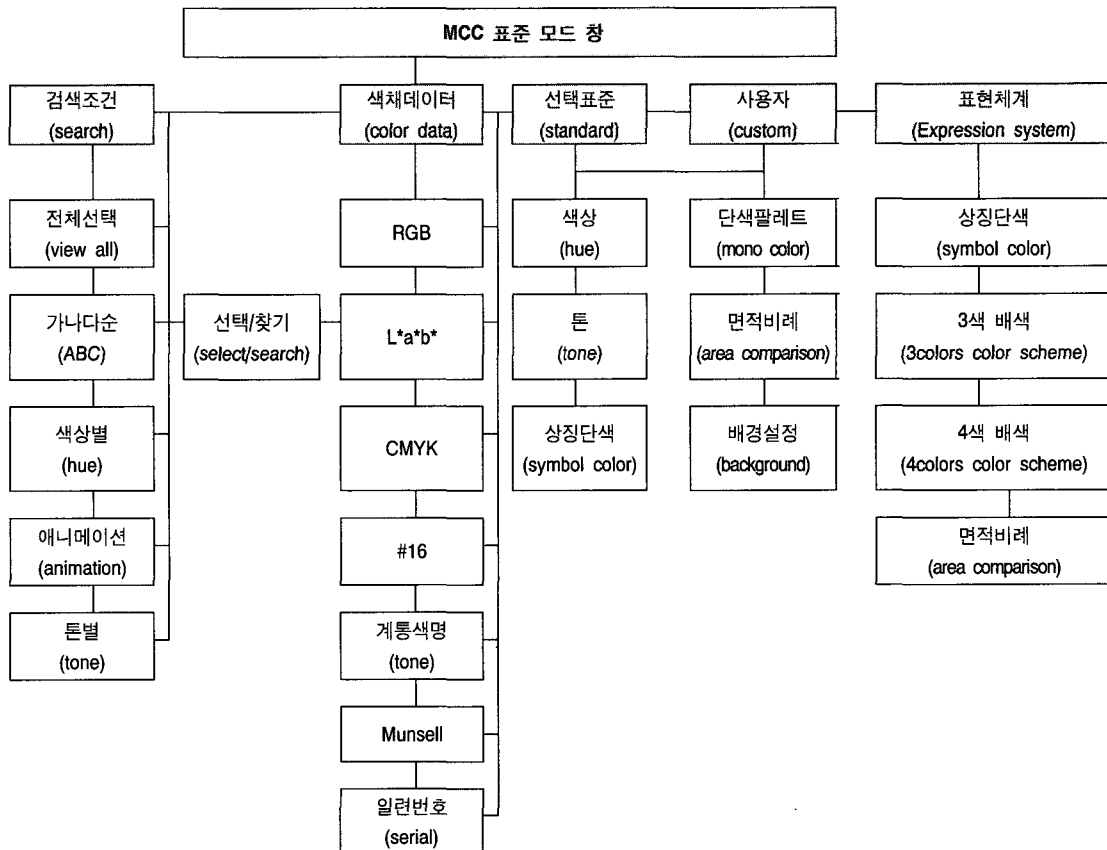 MCC 표준 모드 창
검색조건
(search)
색채데이터
(color data)
선택표준
(standard)
사용자
(custom)
표현체계
(Expression system)
전체선택
(view all)
RGB
색상
(hue)
단색팔레트
(mono color)
상징단색
(symbol color)
가나다순
(ABC)
선택/찾기
(select/search)
L*a*b*
톤
(tone)
면적비례
(area comparison)
3색 배색
(3colors color scheme)
색상별
(hue)
CMYK
상징단색
(symbol color)
배경설정
(background)
4색 배색
(4colors color scheme)
애니메이션
(animation)
#16
면적비례
(area comparison)
톤별
(tone)
계통색명
(tone)
Munsell
일련번호
(serial)